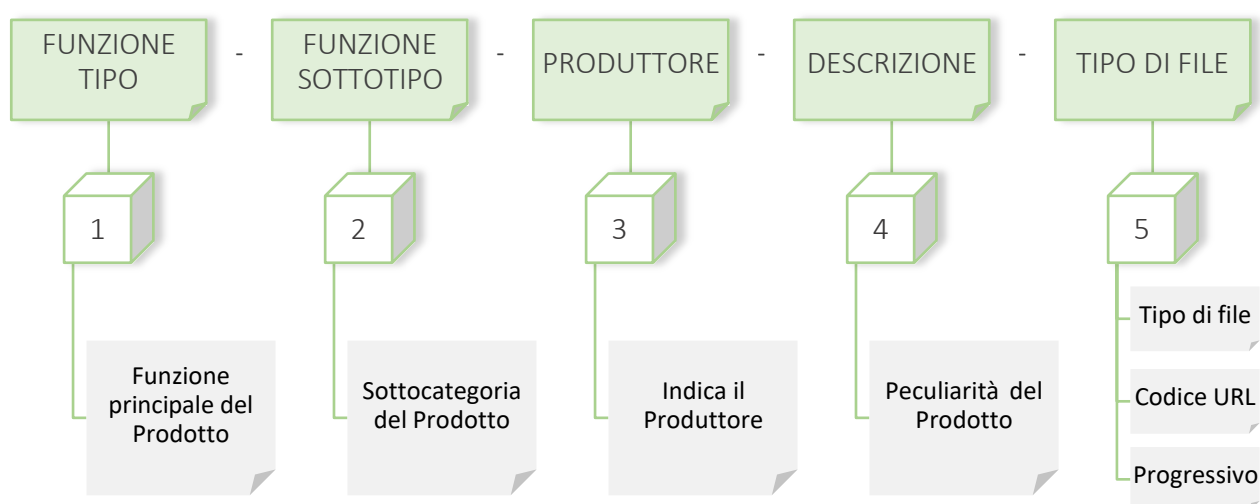 FUNZIONE
TIPO
-
FUNZIONE
SOTTOTIPO
-
PRODUTTORE
-
DESCRIZIONE
-
TIPO DI FILE
1
2
3
4
5
Funzione
principale del
Prodotto
Sottocategoria
del Prodotto
Indica il
Produttore
Peculiarità del
Prodotto
Tipo di file
Codice URL
Progressivo